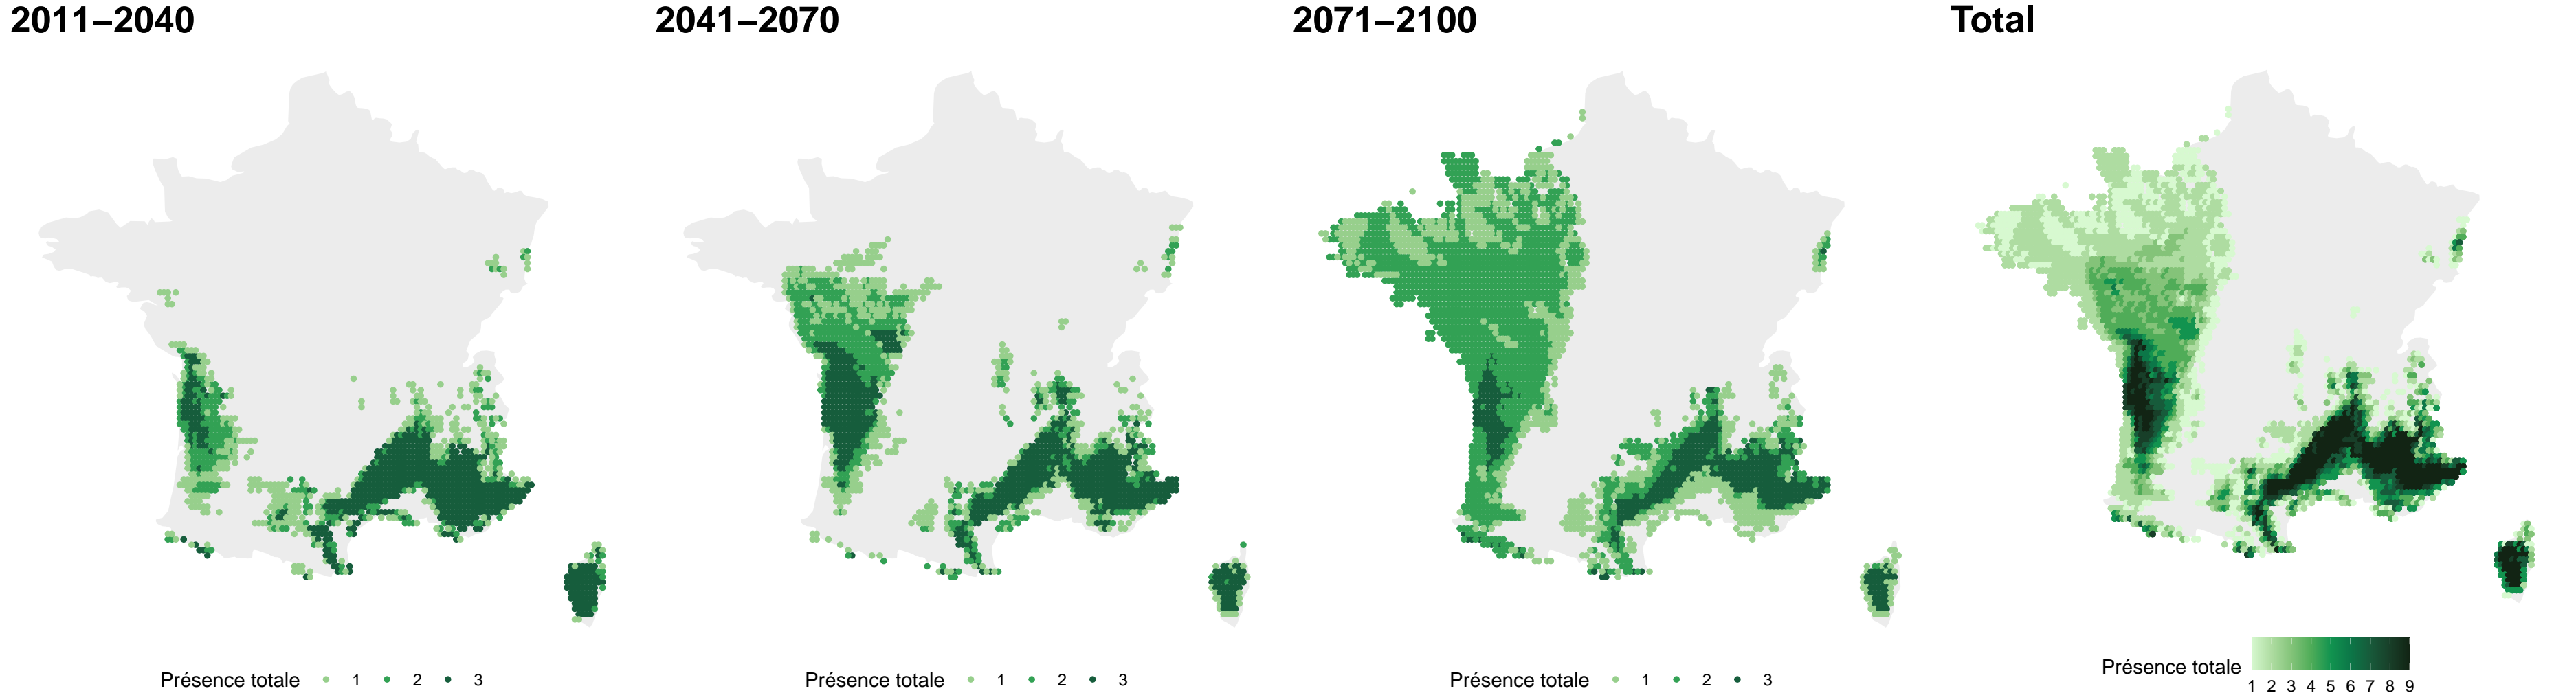 2011–2040
2041–2070
2071–2100
Total
Présence totale 1 2 3
Présence totale 1 2 3
Présence totale 1 2 3
Présence totale
1 2 3 4 5 6 7 8 9